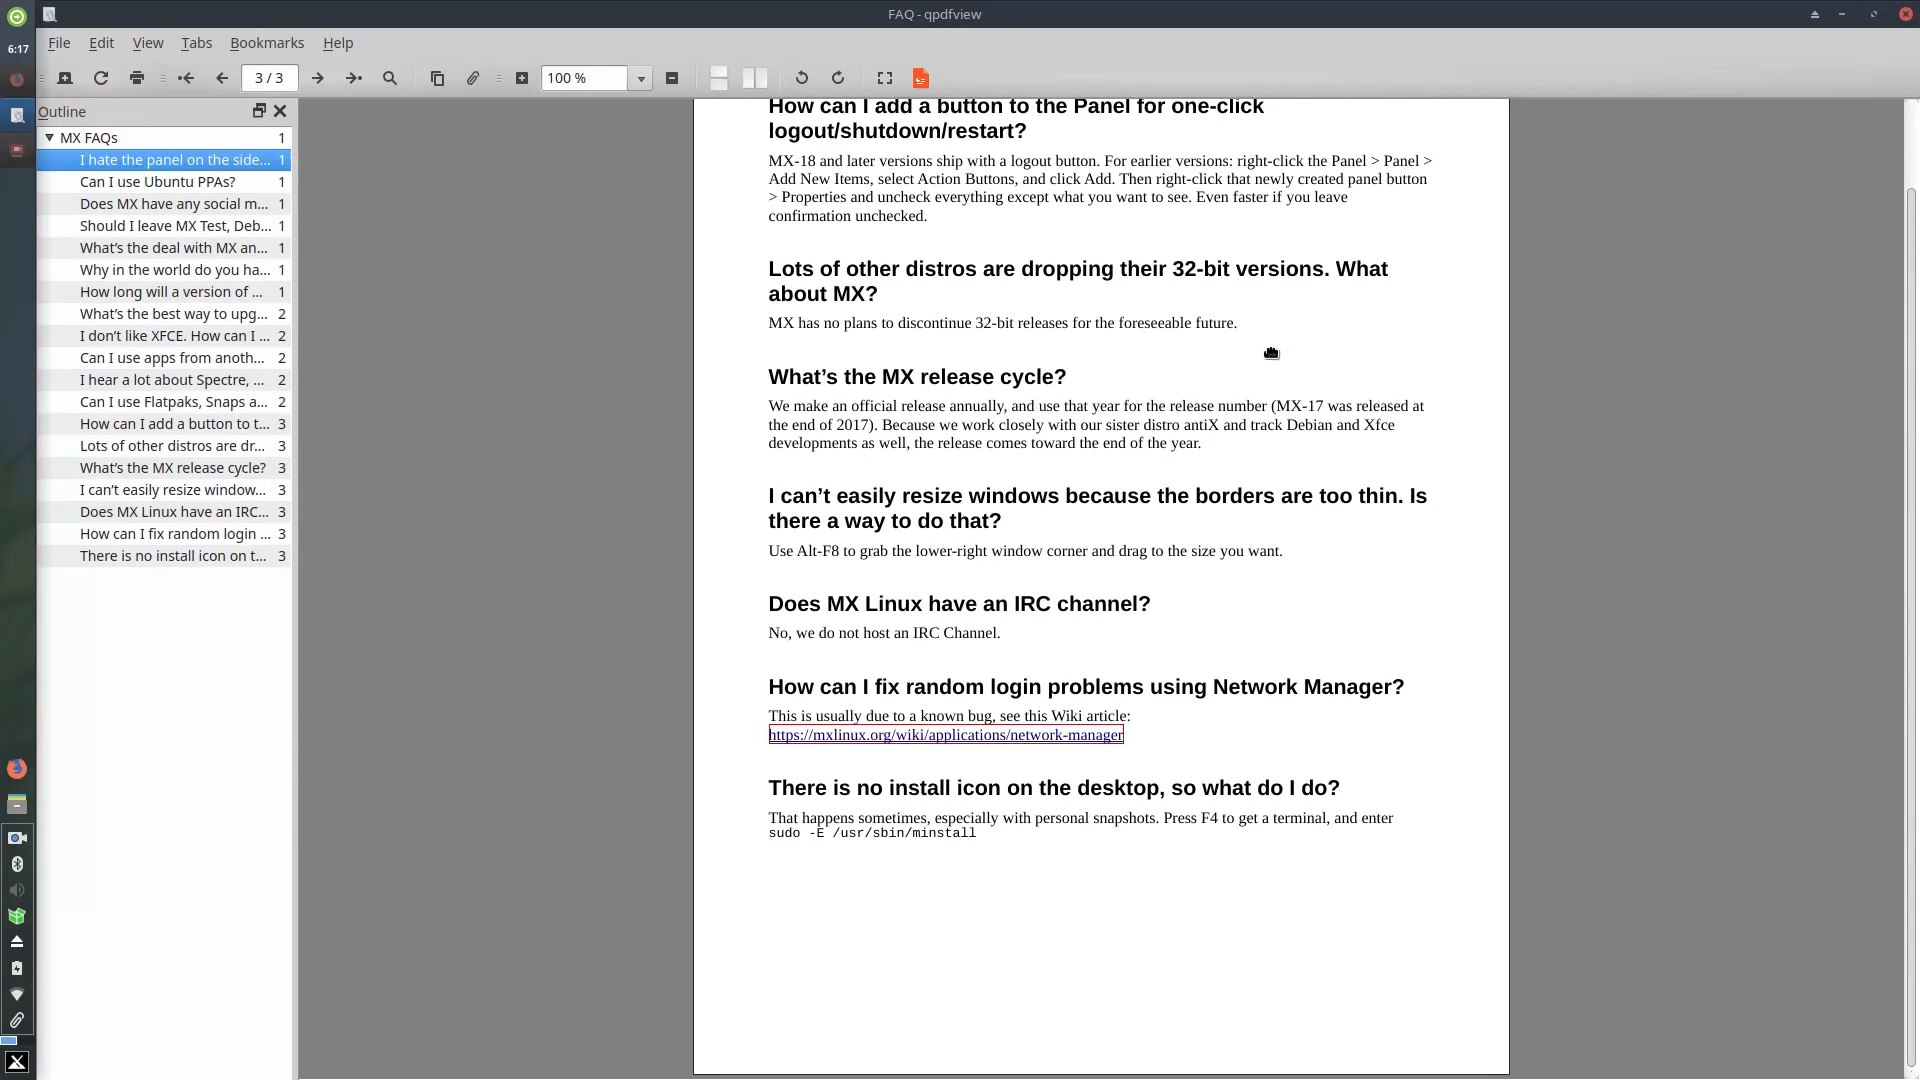 FAQ - qpdfview
6:17
File Edit View Tabs Bookmarks Help
3 / 3
100 %
Outline
MX FAQs 1
I hate the panel on the side... 1
Can I use Ubuntu PPAs? 1
Does MX have any social m... 1
Should I leave MX Test, Deb... 1
What’s the deal with MX an... 1
Why in the world do you ha... 1
How long will a version of ... 1
What’s the best way to upg... 2
I don’t like XFCE. How can I ... 2
Can I use apps from anoth... 2
I hear a lot about Spectre, ... 2
Can I use Flatpaks, Snaps a... 2
How can I add a button to t... 3
Lots of other distros are dr... 3
What’s the MX release cycle? 3
I can’t easily resize window... 3
Does MX Linux have an IRC... 3
How can I fix random login ... 3
There is no install icon on t... 3
How can I add a button to the Panel for one-click
logout/shutdown/restart?
MX-18 and later versions ship with a logout button. For earlier versions: right-click the Panel > Panel >
Add New Items, select Action Buttons, and click Add. Then right-click that newly created panel button
> Properties and uncheck everything except what you want to see. Even faster if you leave
confirmation unchecked.
Lots of other distros are dropping their 32-bit versions. What
about MX?
MX has no plans to discontinue 32-bit releases for the foreseeable future.
What’s the MX release cycle?
We make an official release annually, and use that year for the release number (MX-17 was released at
the end of 2017). Because we work closely with our sister distro antiX and track Debian and Xfce
developments as well, the release comes toward the end of the year.
I can’t easily resize windows because the borders are too thin. Is
there a way to do that?
Use Alt-F8 to grab the lower-right window corner and drag to the size you want.
Does MX Linux have an IRC channel?
No, we do not host an IRC Channel.
How can I fix random login problems using Network Manager?
This is usually due to a known bug, see this Wiki article:
https://mxlinux.org/wiki/applications/network-manager
There is no install icon on the desktop, so what do I do?
That happens sometimes, especially with personal snapshots. Press F4 to get a terminal, and enter
sudo -E /usr/sbin/minstall